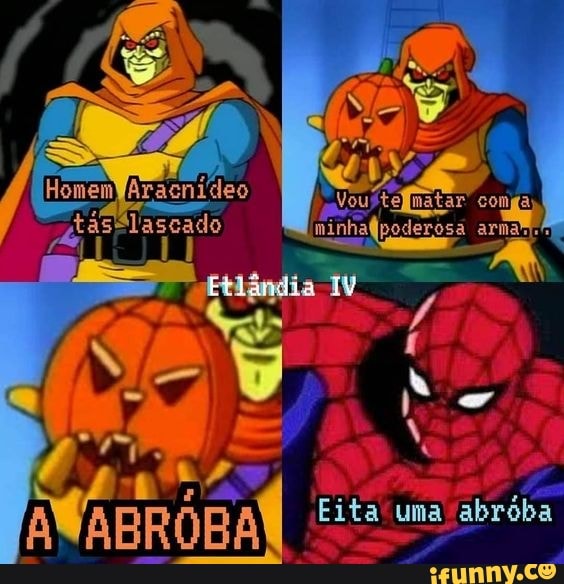 Homem Aracnídeo
tás lascado
Vou te matar com a
minha poderosa arma...
Etlândia IV
A ABRÓBA
Eita uma abróba
ifunny.co